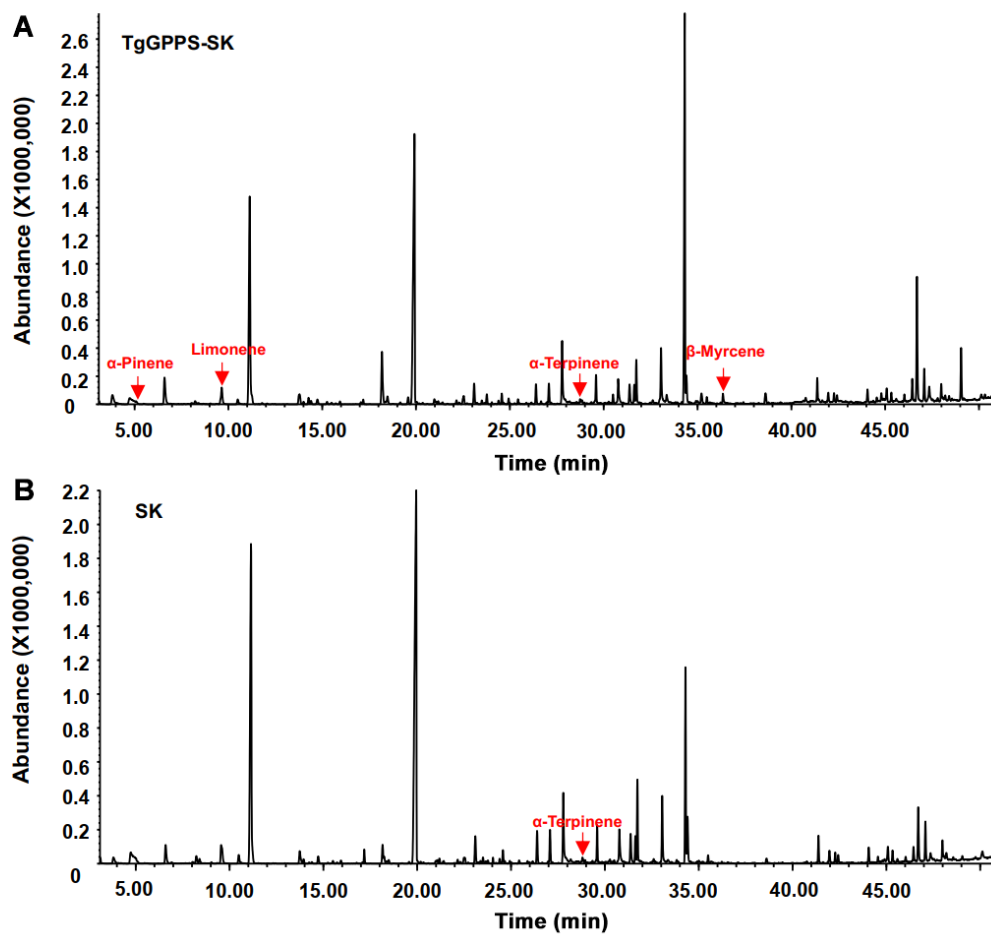 A
TgGPPS-SK
Abundance (X1000,000)
2.6
2.4
2.2
2.0
1.8
1.6
1.4
1.2
1.0
0.8
0.6
0.4
0.2
0
α-Pinene
Limonene
α-Terpinene
β-Myrcene
5.00 10.00 15.00 20.00 25.00 30.00 35.00 40.00 45.00
Time (min)
B
SK
Abundance (X1000,000)
2.2
2.0
1.8
1.6
1.4
1.2
1.0
0.8
0.6
0.4
0.2
0
α-Terpinene
5.00 10.00 15.00 20.00 25.00 30.00 35.00 40.00 45.00
Time (min)